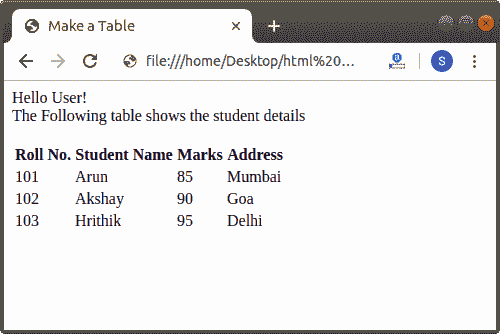 Make a Table
file:///home/Desktop/html%20...
S
Hello User!
The Following table shows the student details
Roll No. Student Name Marks Address
101 Arun 85 Mumbai
102 Akshay 90 Goa
103 Hrithik 95 Delhi